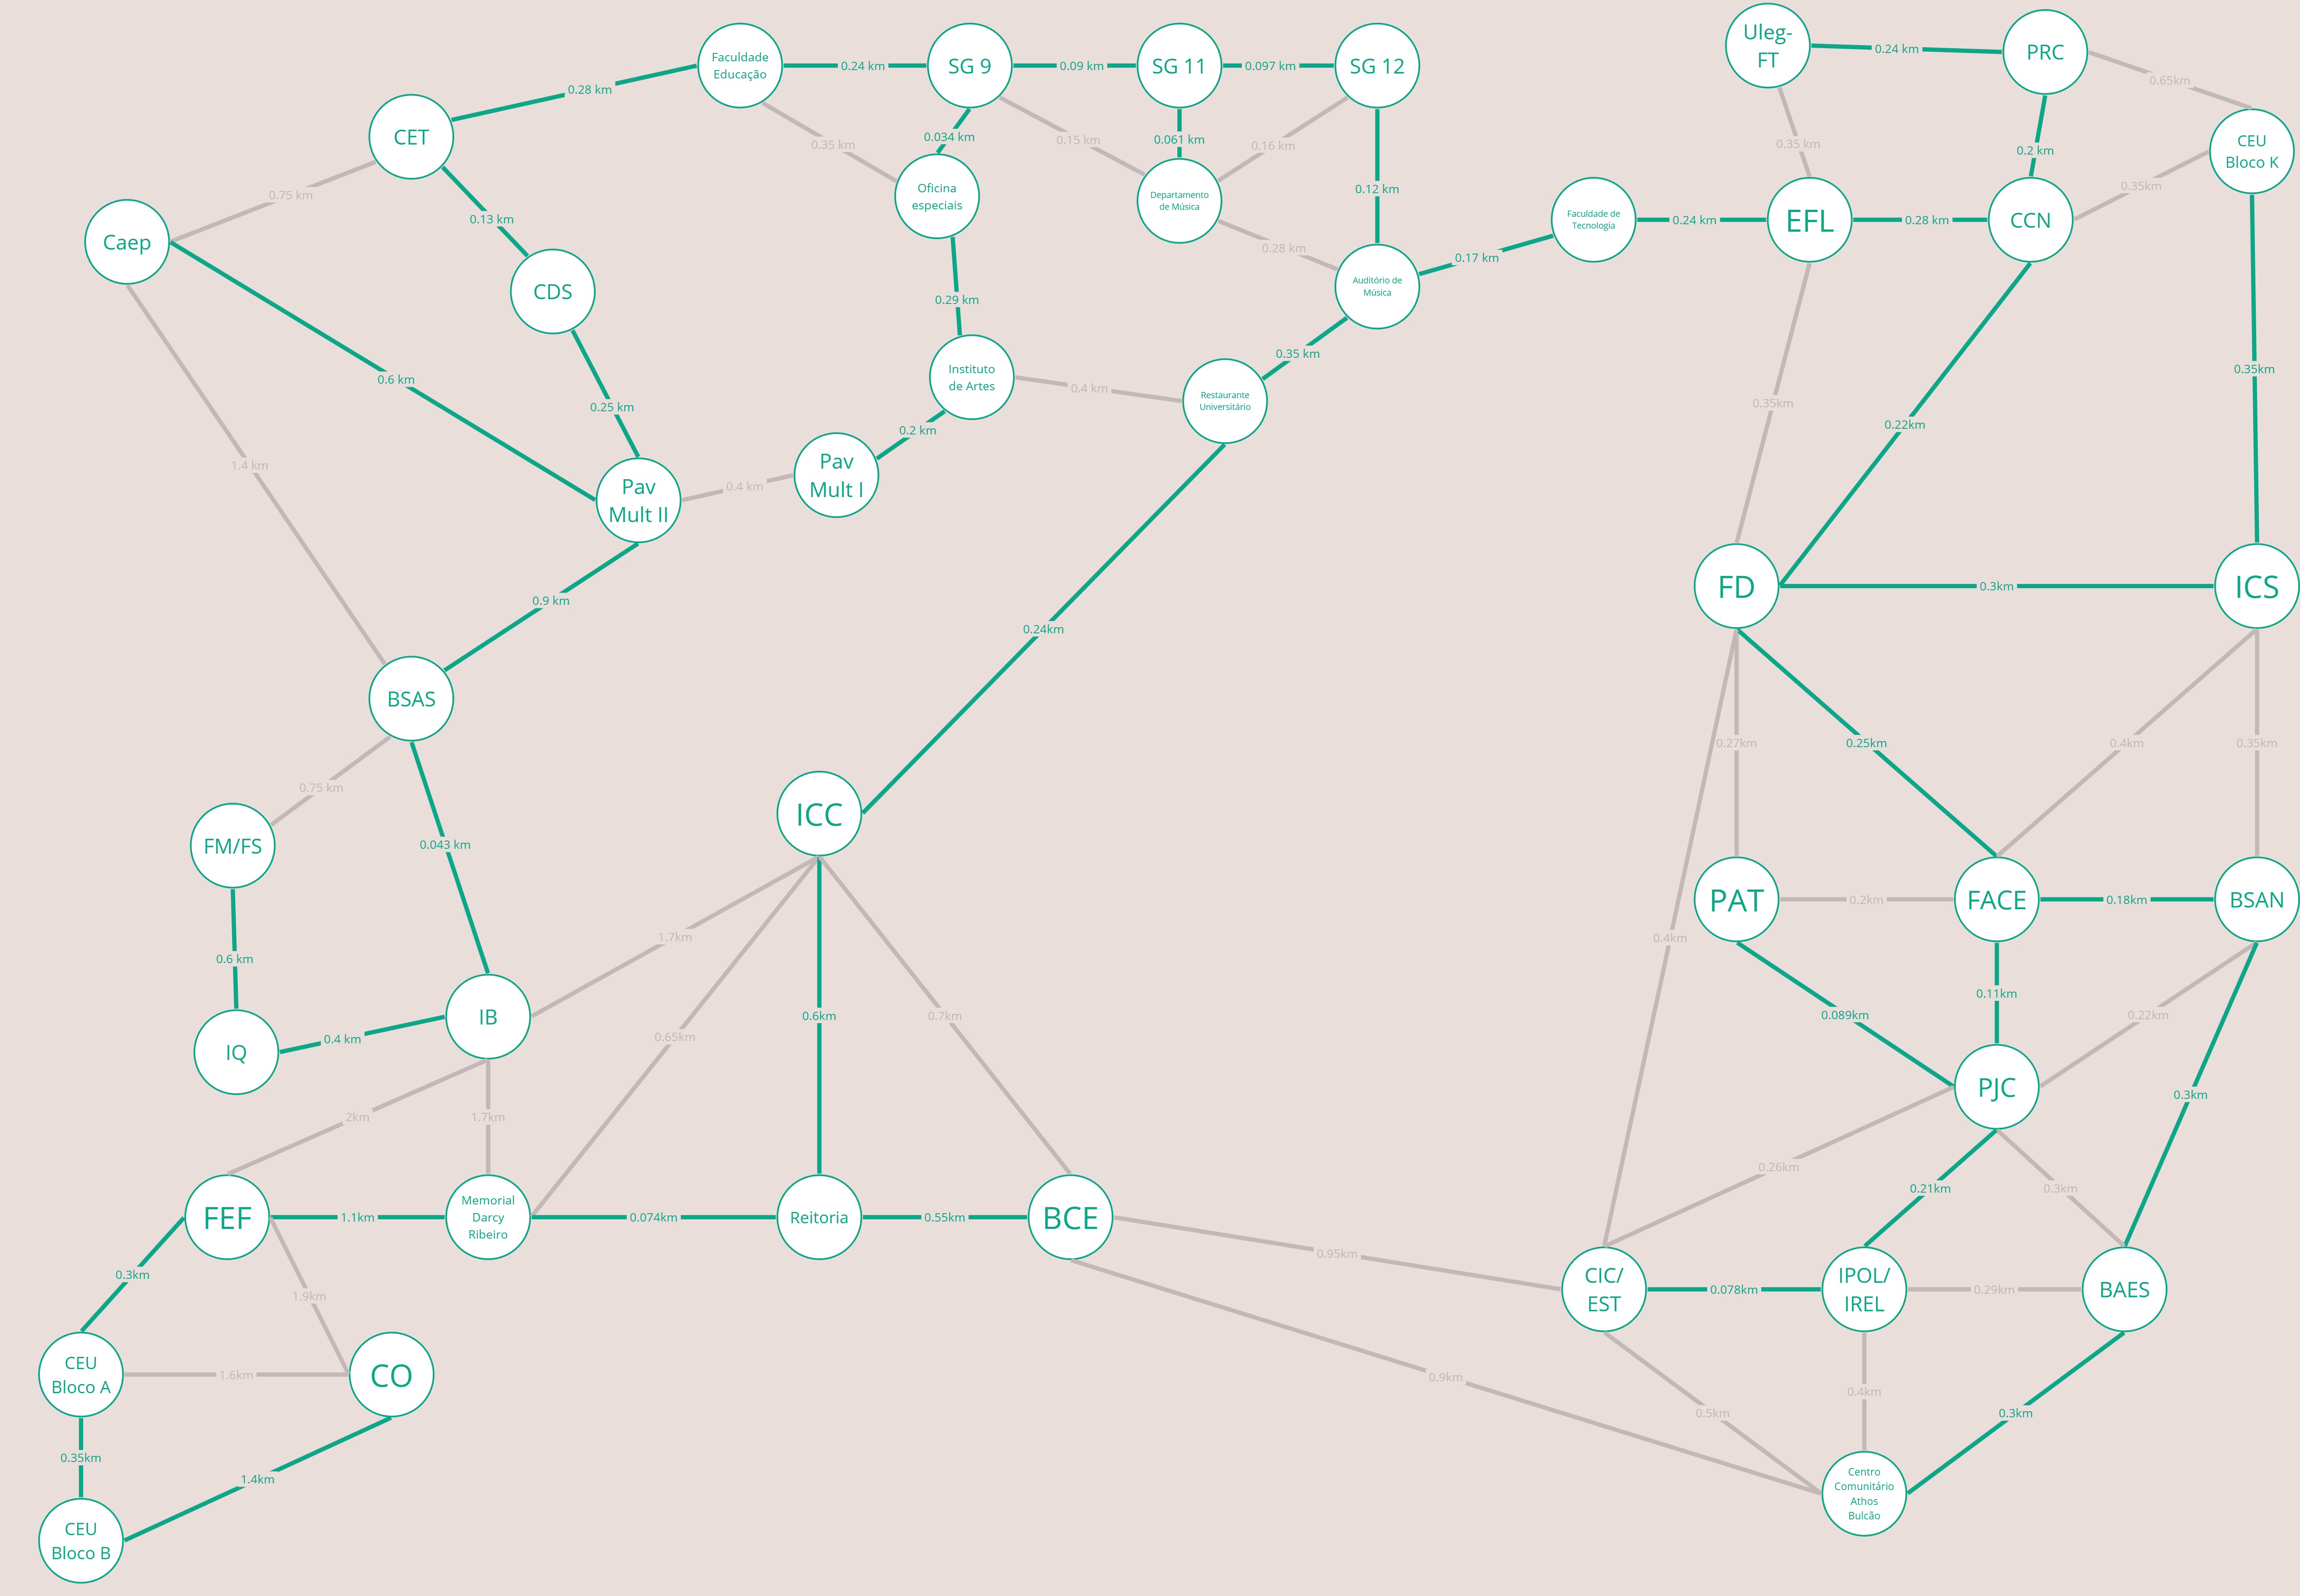 Uleg-
FT
0.24 km
PRC
Faculdade
Educação
0.24 km
SG 9
0.09 km
SG 11
0.097 km
SG 12
0.65km
0.28 km
CET
0.034 km
0.35 km
0.15 km
0.061 km
0.16 km
0.35 km
0.2 km
CEU
Bloco K
0.75 km
0.13 km
Oficina
especiais
Departamento
de Música
0.12 km
0.35km
Caep
Faculdade de
Tecnologia
0.24 km
EFL
0.28 km
CCN
0.28 km
0.17 km
CDS
0.29 km
Auditório de
Música
0.35 km
0.6 km
0.25 km
Instituto
de Artes
0.4 km
Restaurante
Universitário
0.35km
0.35km
0.22km
0.2 km
1.4 km
Pav
Mult I
0.4 km
Pav
Mult II
0.9 km
0.24km
FD
0.3km
ICS
BSAS
0.27km
0.25km
0.4km
0.35km
0.75 km
ICC
FM/FS
0.043 km
PAT
0.2km
FACE
0.18km
BSAN
0.6 km
1.7km
0.4km
0.11km
IB
0.6km
0.7km
0.65km
0.089km
0.22km
0.4 km
IQ
PJC
0.3km
2km
1.7km
0.26km
0.21km
0.3km
FEF
1.1km
Memorial
Darcy
Ribeiro
0.074km
Reitoria
0.55km
BCE
0.95km
0.3km
1.9km
CIC/
EST
0.078km
IPOL/
IREL
0.29km
BAES
CEU
Bloco A
1.6km
CO
0.9km
0.4km
0.5km
0.3km
0.35km
1.4km
Centro
Comunitário
Athos
Bulcão
CEU
Bloco B